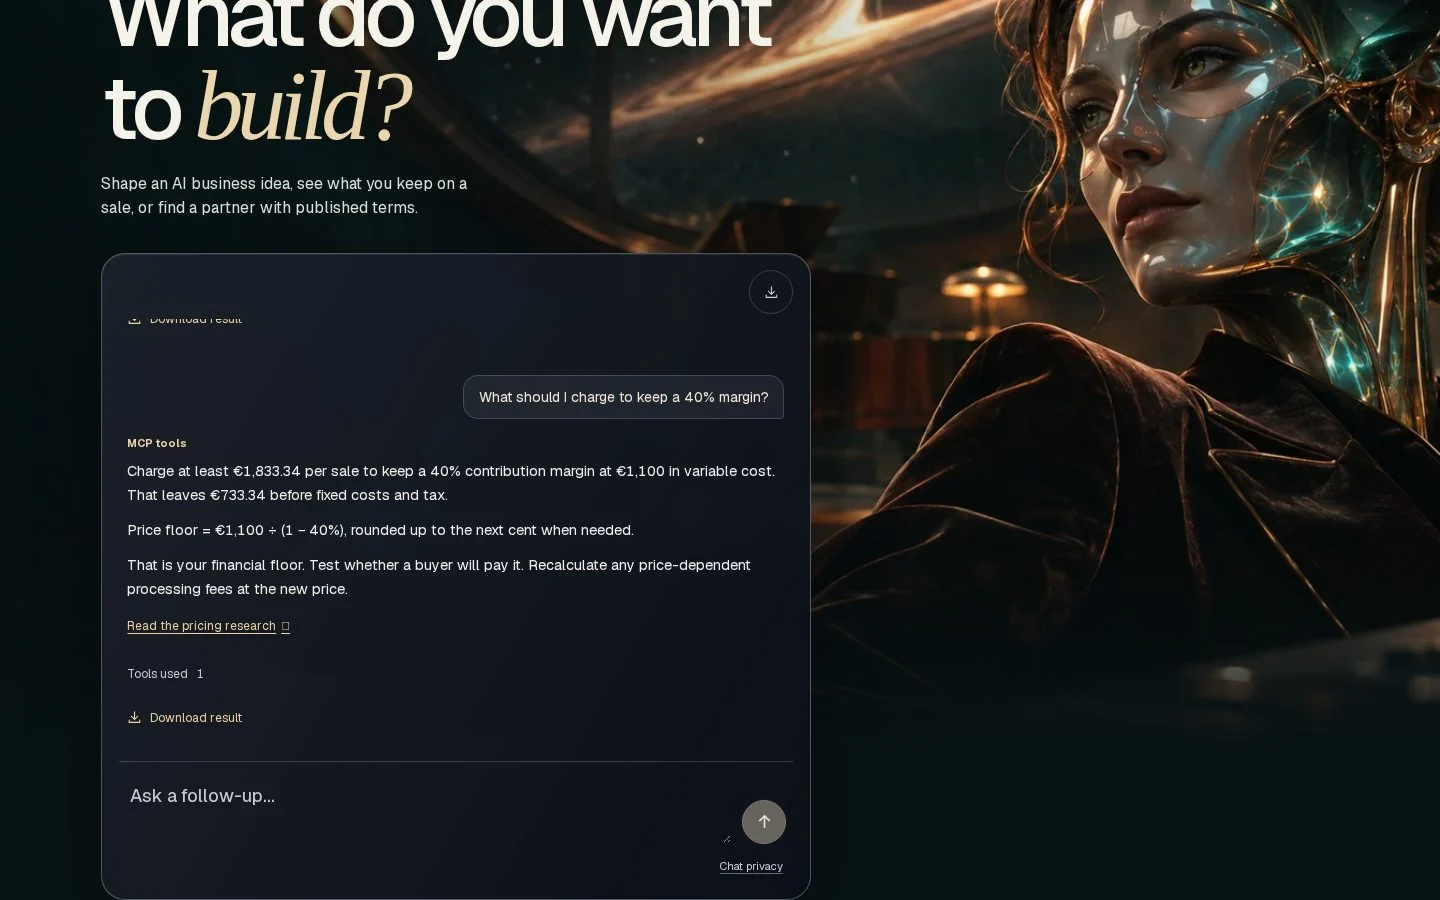 What do you want
to build?
Shape an AI business idea, see what you keep on a
sale, or find a partner with published terms.
Download result
What should I charge to keep a 40% margin?
MCP tools
Charge at least €1,833.34 per sale to keep a 40% contribution margin at €1,100 in variable cost.
That leaves €733.34 before fixed costs and tax.
Price floor = €1,100 ÷ (1 − 40%), rounded up to the next cent when needed.
That is your financial floor. Test whether a buyer will pay it. Recalculate any price-dependent
processing fees at the new price.
Read the pricing research
Tools used 1
Download result
Ask a follow-up...
Chat privacy